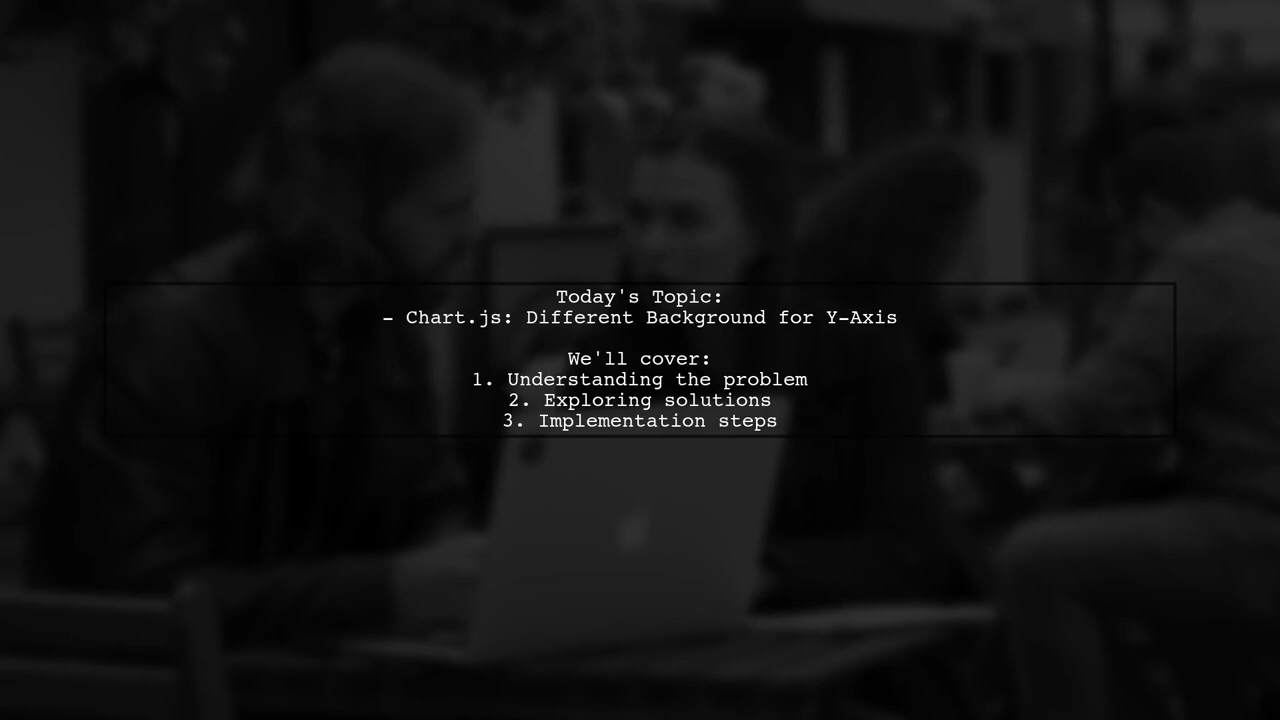 Today's Topic:
- Chart.js: Different Background for Y-Axis
We'll cover:
1. Understanding the problem
2. Exploring solutions
3. Implementation steps